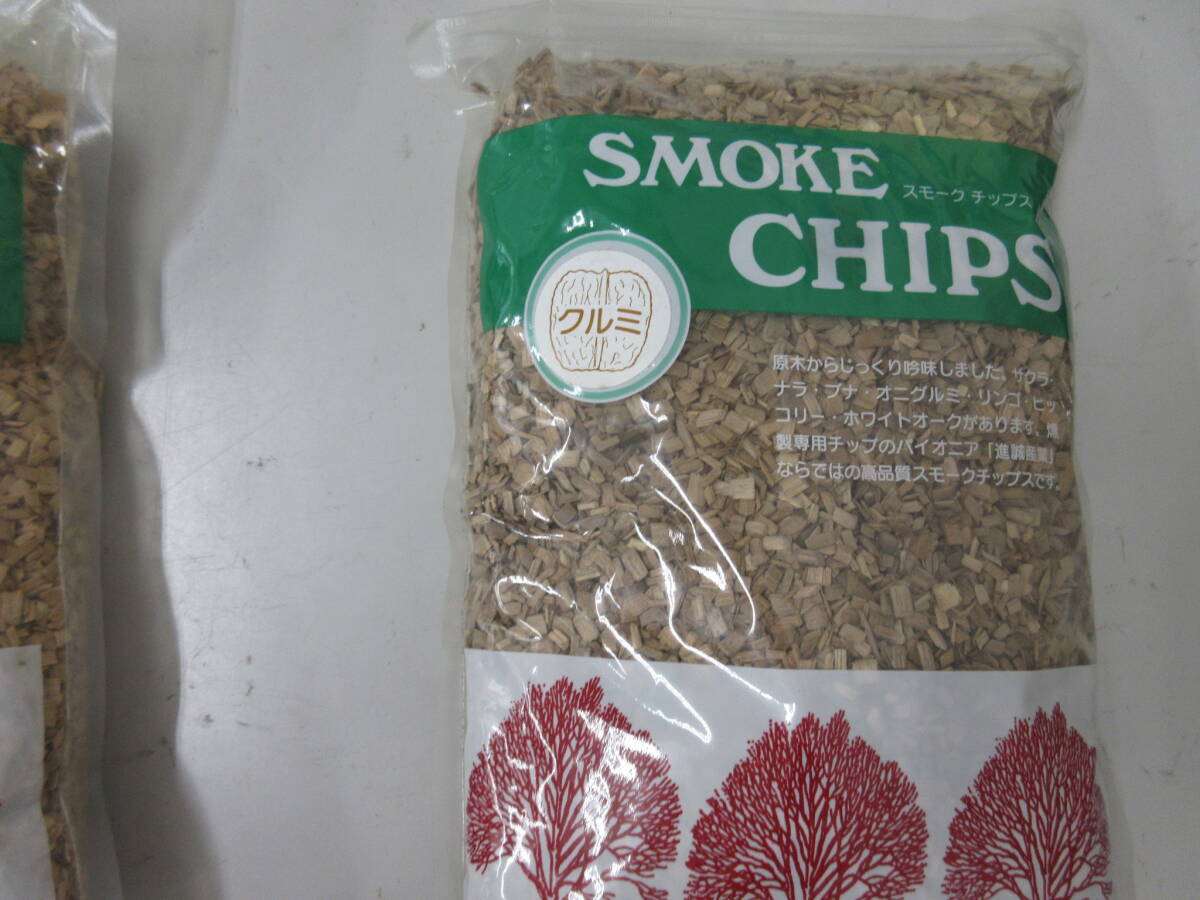 SMOKE
スモーク チップス
CHIPS
クルミ
原木からじっくり吟味しました。サクラ・
ナラ・ブナ・オニグルミ・リンゴ・ヒッ
コリー・ホワイトオークがあります。燻
製専用チップのパイオニア「進誠産業」
ならではの高品質スモークチップスです。